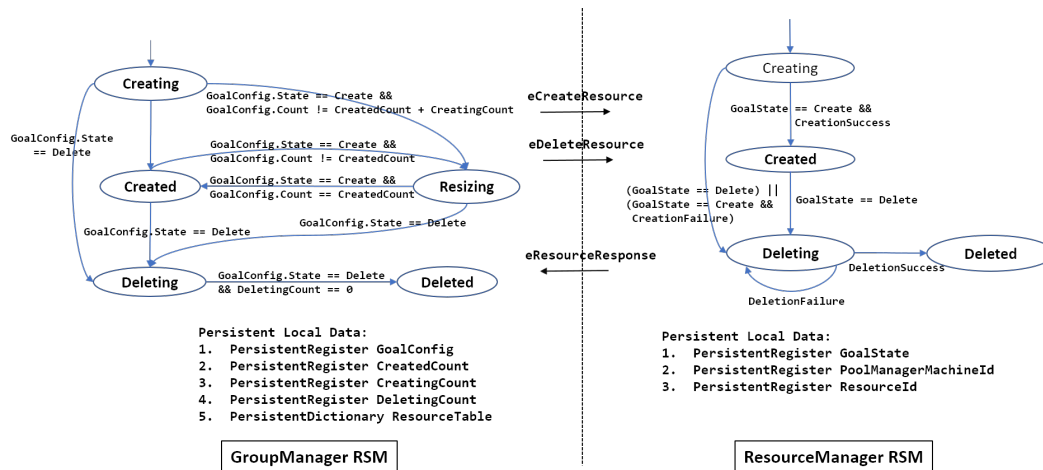 Creating
GoalConfig.State == Create &&
GoalConfig.Count != CreatedCount + CreatingCount
GoalConfig.State
== Delete
GoalConfig.State == Create &&
GoalConfig.Count != CreatedCount
Created
GoalConfig.State == Create &&
GoalConfig.Count == CreatedCount
Resizing
GoalConfig.State == Delete
GoalConfig.State == Delete
Deleting
GoalConfig.State == Delete
&& DeletingCount == 0
Deleted
Persistent Local Data:
1. PersistentRegister GoalConfig
2. PersistentRegister CreatedCount
3. PersistentRegister CreatingCount
4. PersistentRegister DeletingCount
5. PersistentDictionary ResourceTable
GroupManager RSM
eCreateResource
eDeleteResource
eResourceResponse
Creating
GoalState == Create &&
CreationSuccess
Created
(GoalState == Delete) ||
(GoalState == Create &&
CreationFailure)
GoalState == Delete
Deleting
DeletionSuccess
Deleted
DeletionFailure
Persistent Local Data:
1. PersistentRegister GoalState
2. PersistentRegister PoolManagerMachineId
3. PersistentRegister ResourceId
ResourceManager RSM